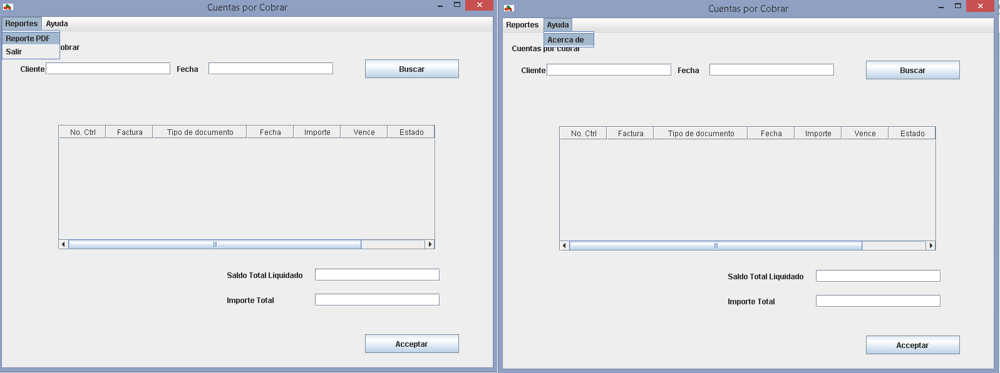 Cuentas por Cobrar
Reportes Ayuda
Reporte PDF
Salir
obrar
Cliente Fecha Buscar
No. Ctrl Factura Tipo de documento Fecha Importe Vence Estado
Saldo Total Liquidado
Importe Total
Acceptar
Cuentas por Cobrar
Reportes Ayuda
Acerca de
Cuentas por Cobrar
Cliente Fecha Buscar
No. Ctrl Factura Tipo de documento Fecha Importe Vence Estado
Saldo Total Liquidado
Importe Total
Acceptar